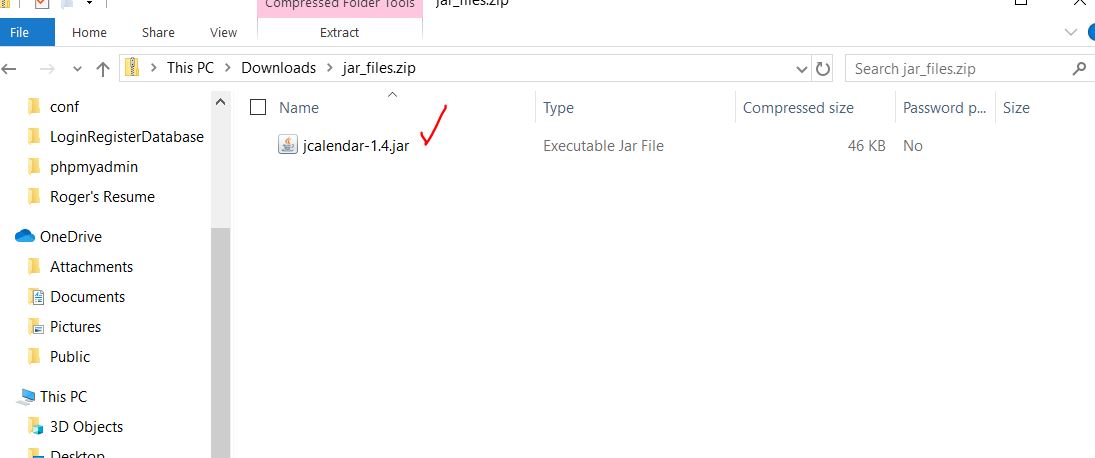 Compressed Folder Tools jar_files.zip
File Home Share View Extract
This PC > Downloads > jar_files.zip Search jar_files.zip
Name Type Compressed size Password p... Size
jcalendar-1.4.jar Executable Jar File 46 KB No
conf
LoginRegisterDatabase
phpmyadmin
Roger's Resume
OneDrive
Attachments
Documents
Pictures
Public
This PC
3D Objects
Desktop